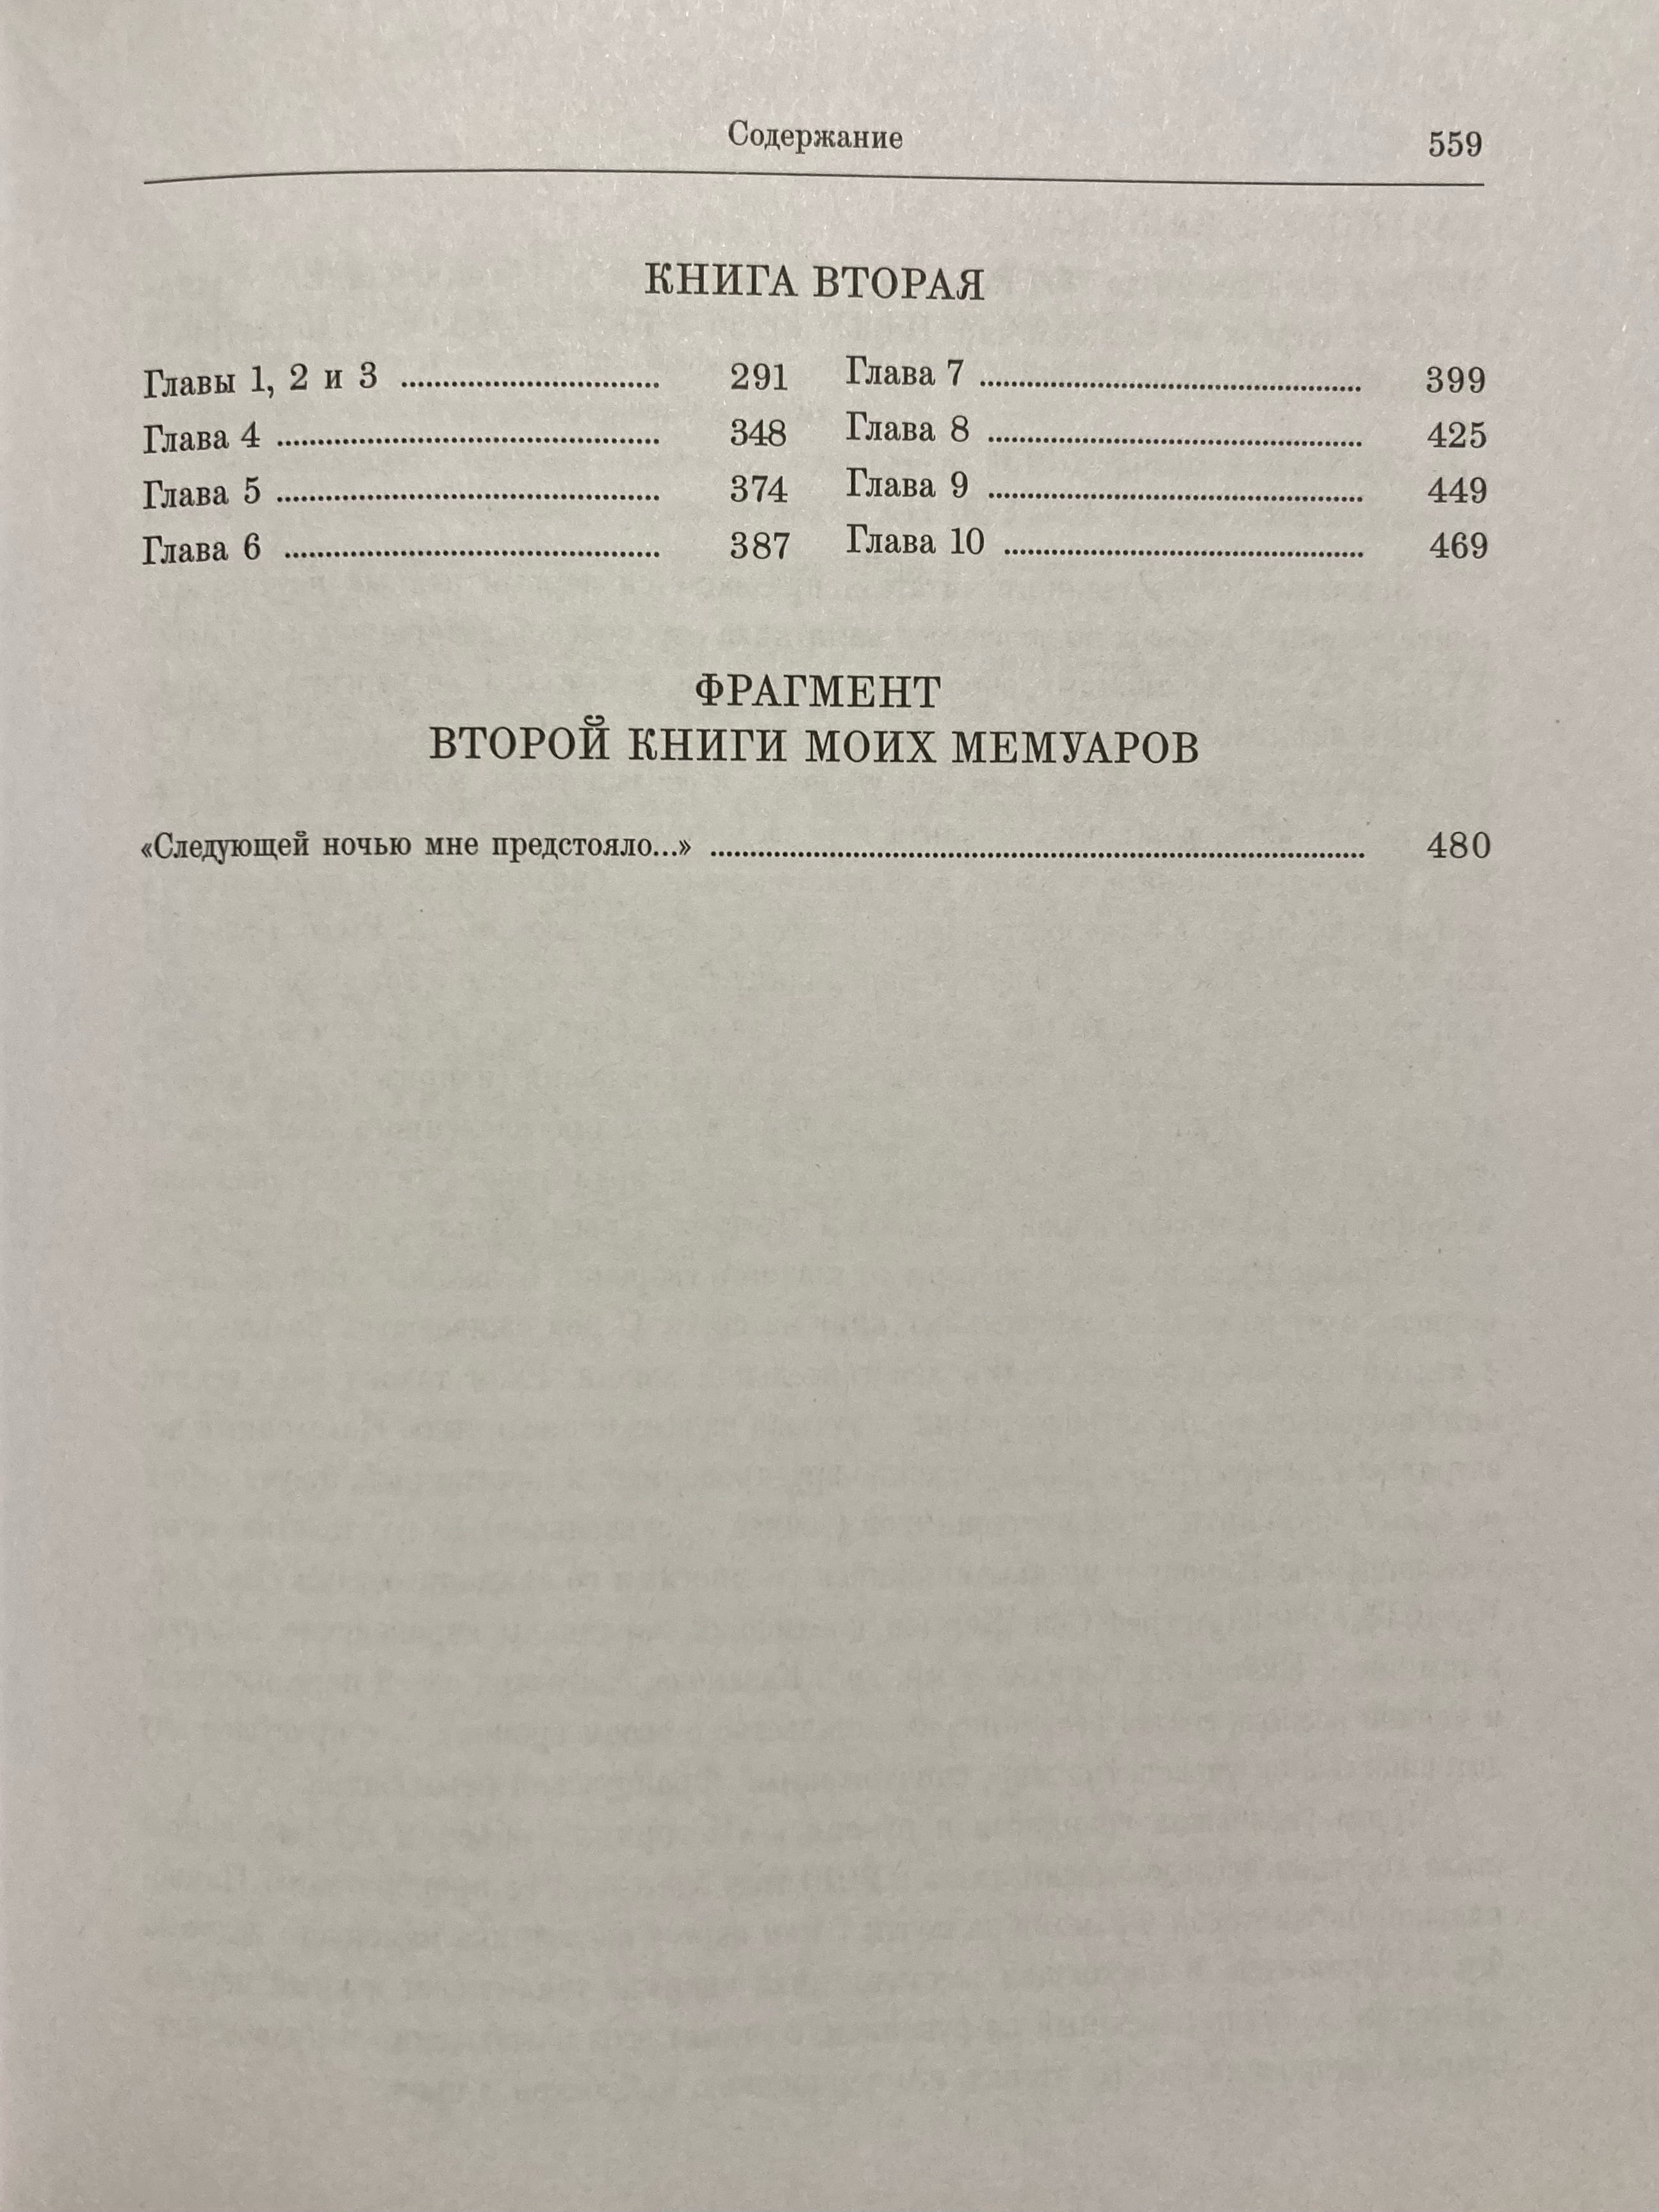 Содержание 559
КНИГА ВТОРАЯ
Главы 1, 2 и 3 ........ 291
Глава 4 ........ 348
Глава 5 ........ 374
Глава 6 ........ 387
Глава 7 ........ 399
Глава 8 ........ 425
Глава 9 ........ 449
Глава 10 ........ 469
ФРАГМЕНТ
ВТОРОЙ КНИГИ МОИХ МЕМУАРОВ
«Следующей ночью мне предстояло...» ........ 480